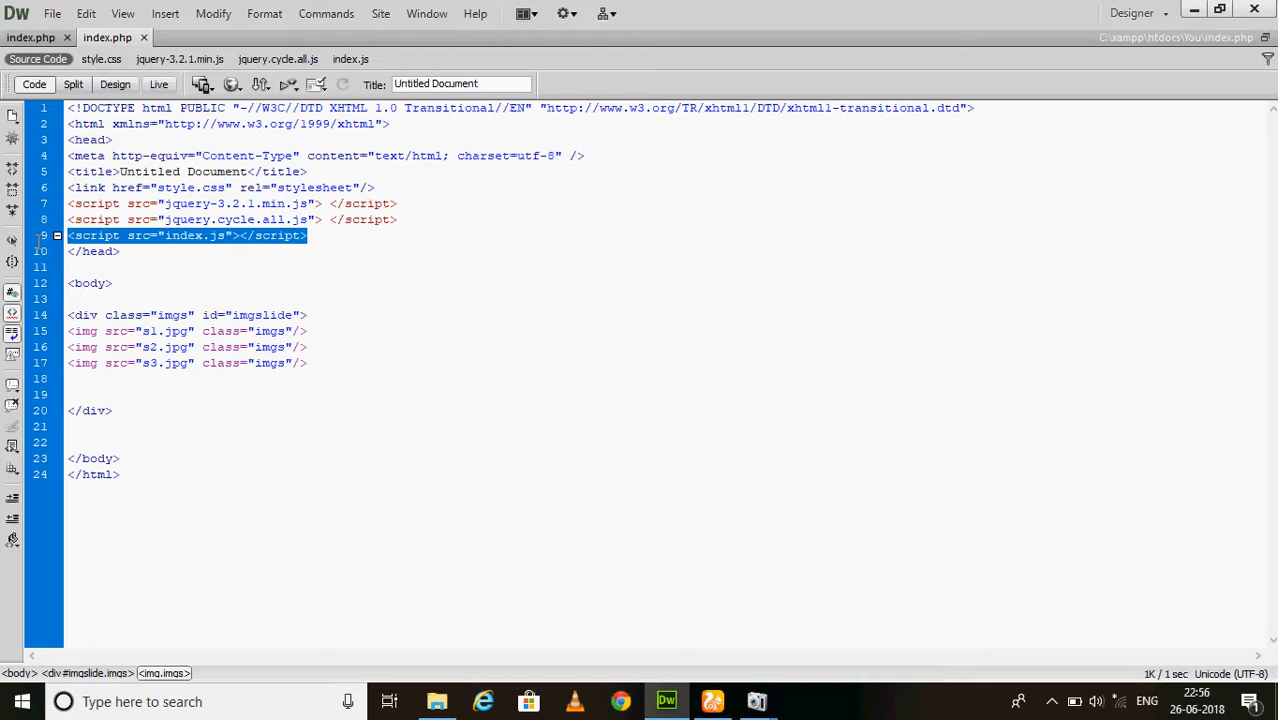 Dw File Edit View Insert Modify Format Commands Site Window Help Designer
index.php index.php C:\xampp\htdocs\You\index.php
Source Code style.css jquery-3.2.1.min.js jquery.cycle.all.js index.js
Code Split Design Live Title: Untitled Document
1 <!DOCTYPE html PUBLIC "-//W3C//DTD XHTML 1.0 Transitional//EN" "http://www.w3.org/TR/xhtml1/DTD/xhtml1-transitional.dtd">
2 <html xmlns="http://www.w3.org/1999/xhtml">
3 <head>
4 <meta http-equiv="Content-Type" content="text/html; charset=utf-8" />
5 <title>Untitled Document</title>
6 <link href="style.css" rel="stylesheet"/>
7 <script src="jquery-3.2.1.min.js"> </script>
8 <script src="jquery.cycle.all.js"> </script>
9 <script src="index.js"></script>
10 </head>
11
12 <body>
13
14 <div class="imgs" id="imgslide">
15 <img src="s1.jpg" class="imgs"/>
16 <img src="s2.jpg" class="imgs"/>
17 <img src="s3.jpg" class="imgs"/>
18
19
20 </div>
21
22
23 </body>
24 </html>
<body> <div#imgslide.imgs> <img.imgs> 1K / 1 sec Unicode (UTF-8)
Type here to search Dw ENG 22:56
26-06-2018 1